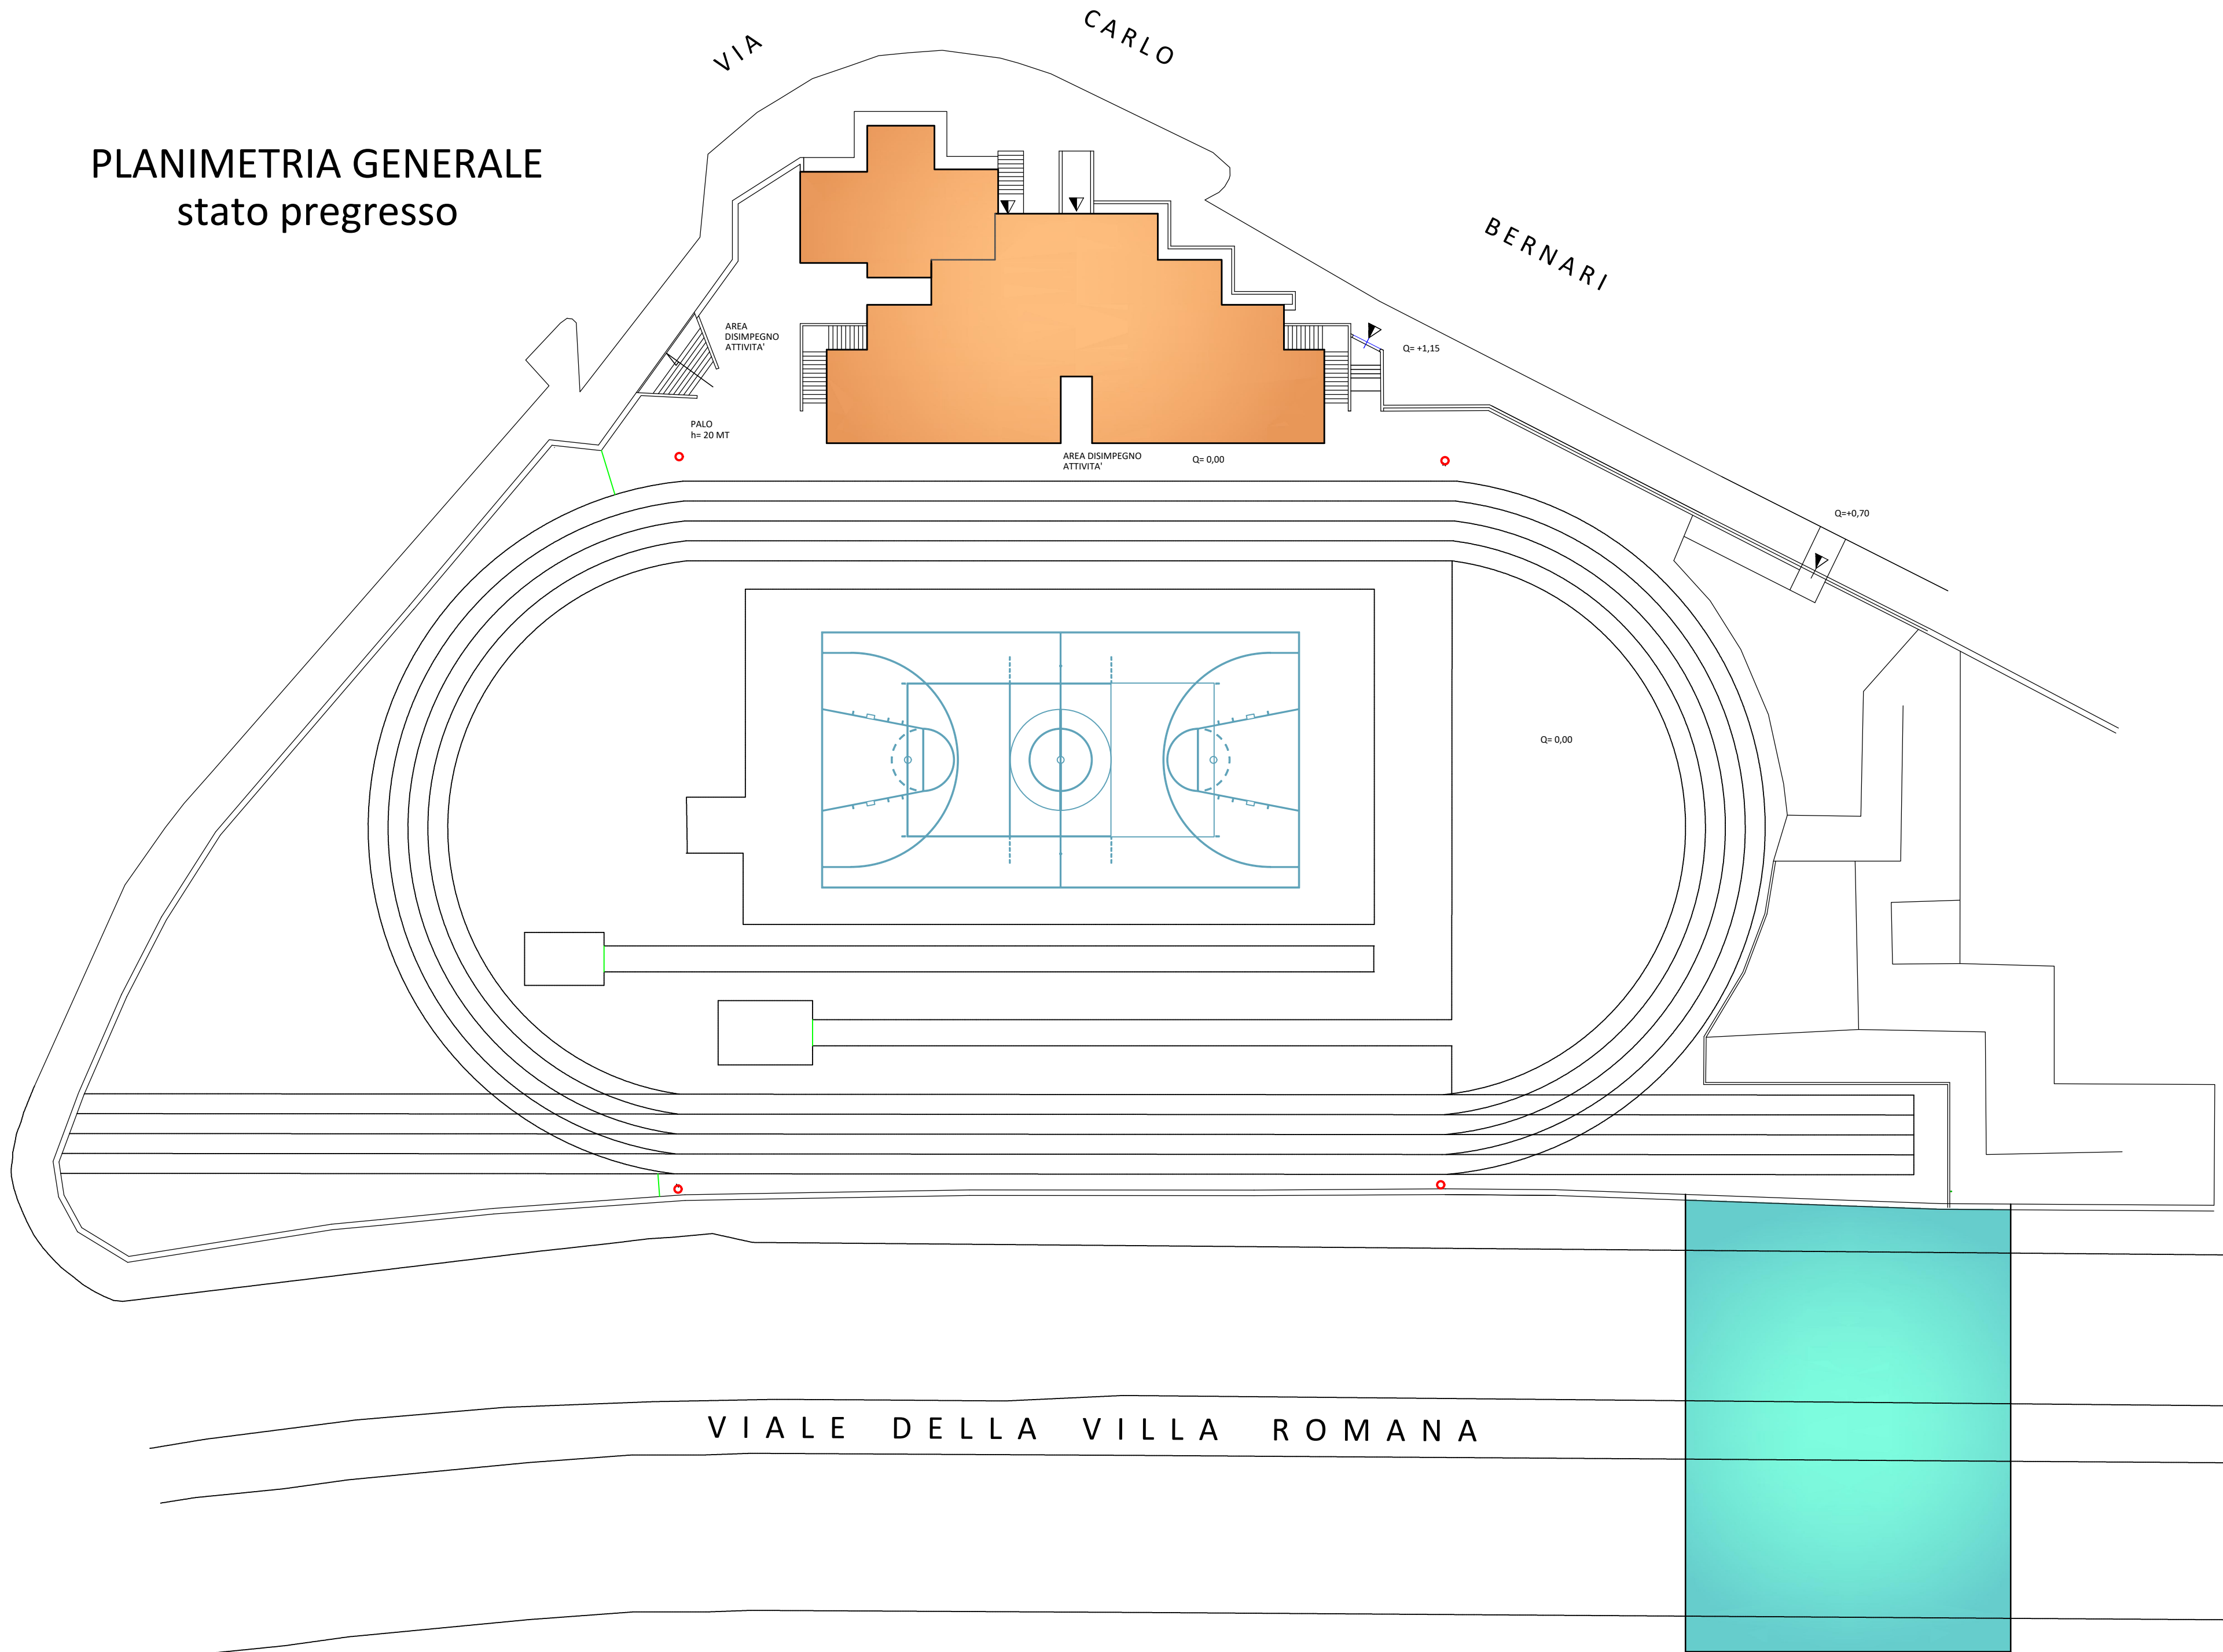 VIA
CARLO
BERNARI
PLANIMETRIA GENERALE
stato pregresso
AREA
DISIMPEGNO
ATTIVITA'
Q= +1,15
PALO
h= 20 MT
AREA DISIMPEGNO
ATTIVITA'
Q= 0,00
Q=+0,70
Q= 0,00
VIALE DELLA VILLA ROMANA